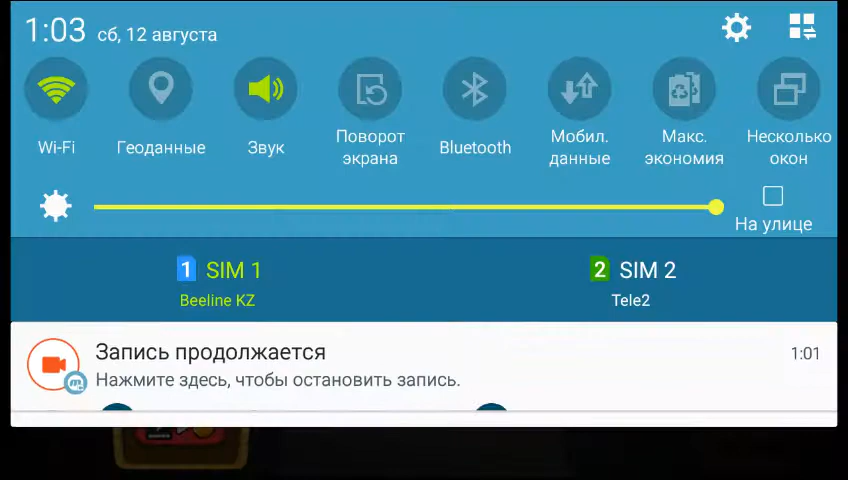 1:03 сб, 12 августа
Wi-Fi
Геоданные
Звук
Поворот
экрана
Bluetooth
Мобил.
данные
Макс.
экономия
Несколько
окон
На улице
1 SIM 1
Beeline KZ
2 SIM 2
Tele2
Запись продолжается 1:01
Нажмите здесь, чтобы остановить запись.